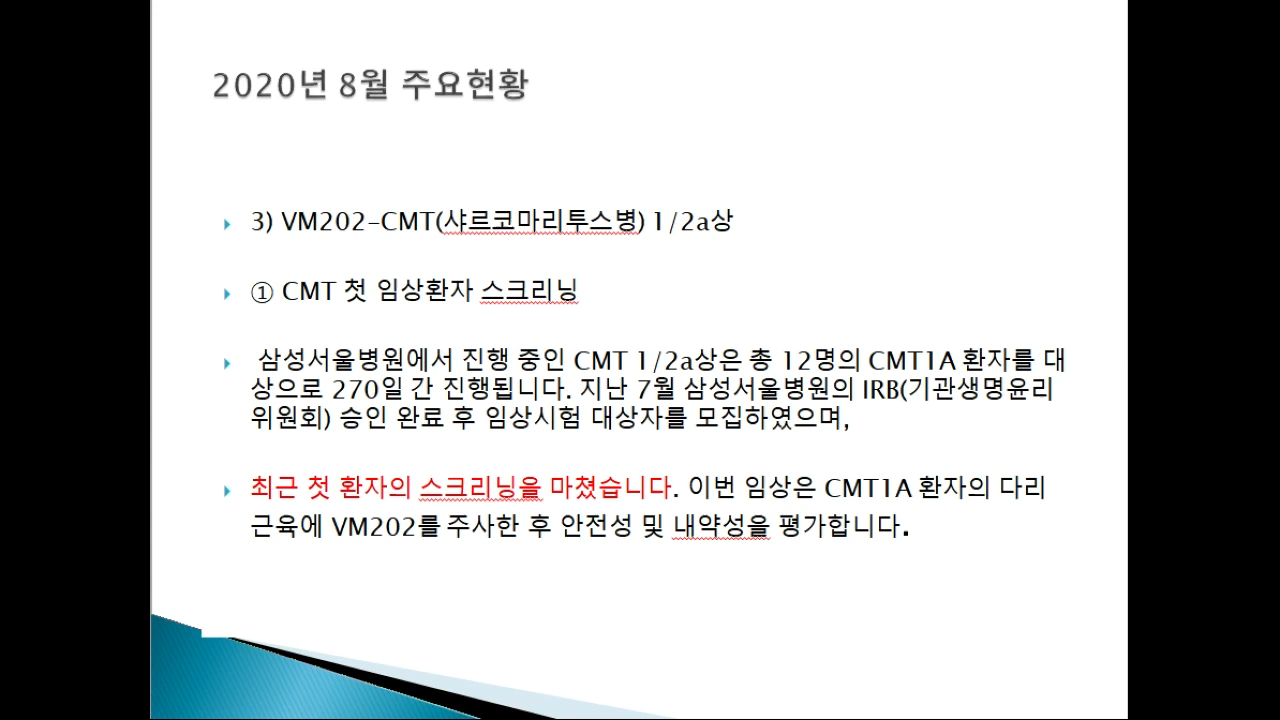 2020년 8월 주요현황
3) VM202-CMT(샤르코마리투스병) 1/2a상
① CMT 첫 임상환자 스크리닝
삼성서울병원에서 진행 중인 CMT 1/2a상은 총 12명의 CMT1A 환자를 대
상으로 270일 간 진행됩니다. 지난 7월 삼성서울병원의 IRB(기관생명윤리
위원회) 승인 완료 후 임상시험 대상자를 모집하였으며,
최근 첫 환자의 스크리닝을 마쳤습니다. 이번 임상은 CMT1A 환자의 다리
근육에 VM202를 주사한 후 안전성 및 내약성을 평가합니다.